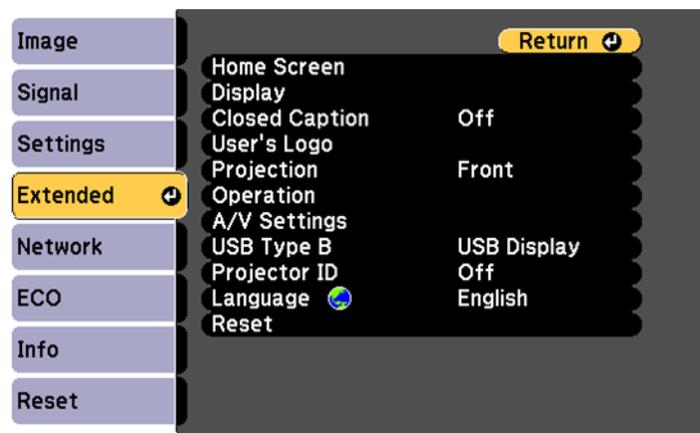 Image
Signal
Settings
Extended
Network
ECO
Info
Reset
Return
Home Screen
Display
Closed Caption Off
User's Logo
Projection Front
Operation
A/V Settings
USB Type B USB Display
Projector ID Off
Language English
Reset